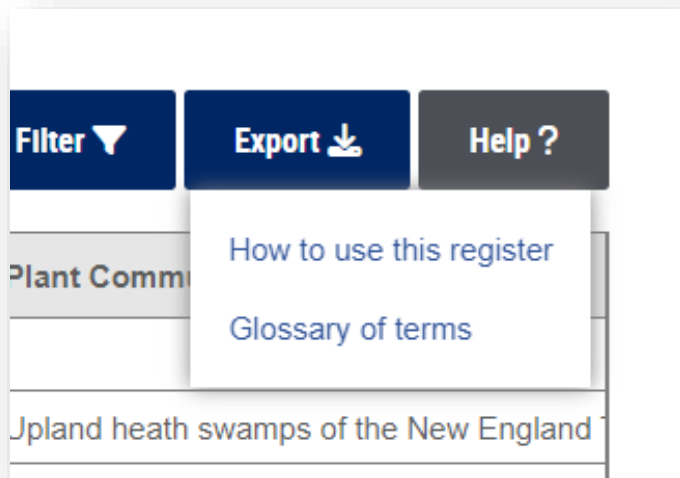 Filter
Export
Help ?
How to use this register
Plant Comm
Glossary of terms
Upland heath swamps of the New England